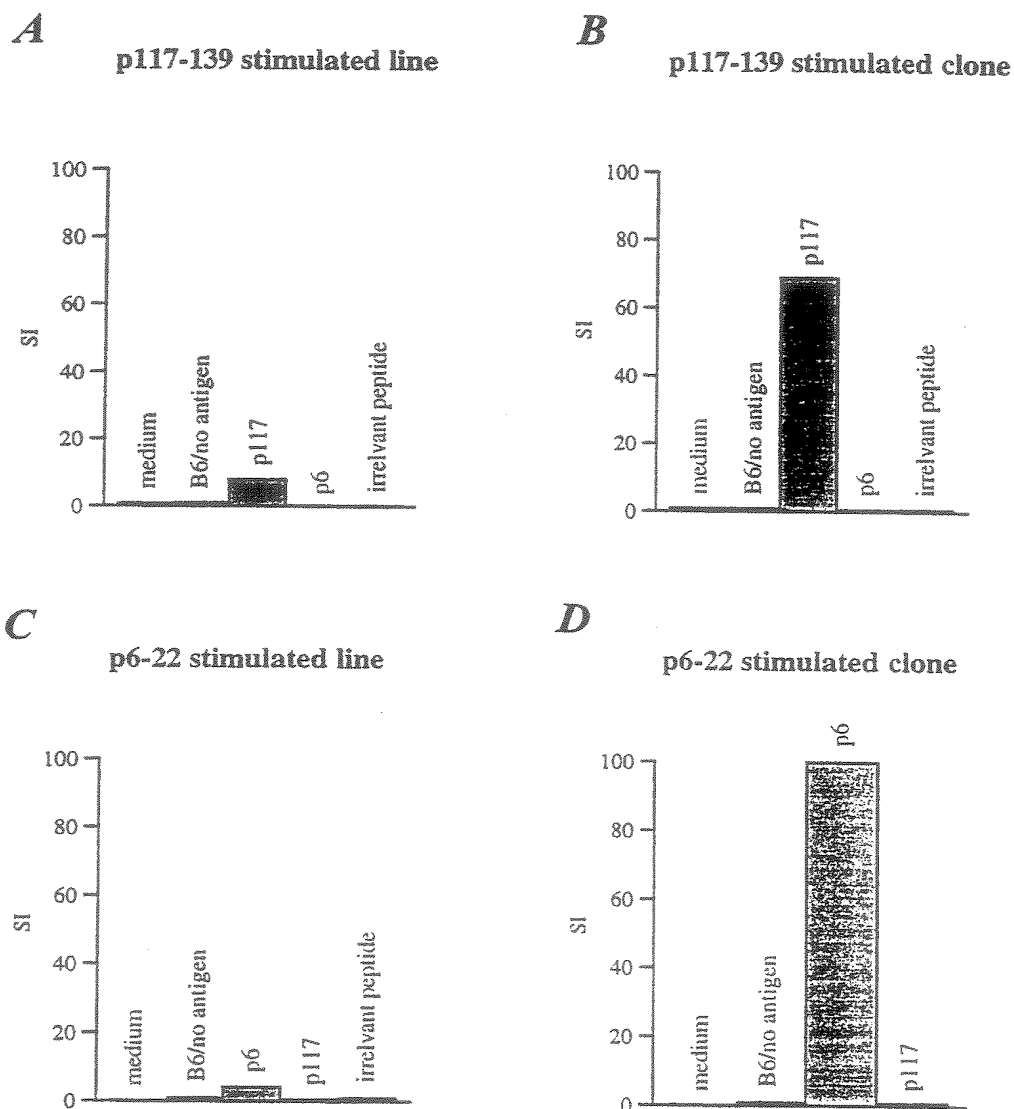 A
p117-139 stimulated line
100
80
60
40
20
0
SI
medium
B6/no antigen
p117
p6
irrelvant peptide
B
p117-139 stimulated clone
100
80
60
40
20
0
SI
medium
B6/no antigen
p117
p6
irrelvant peptide
C
p6-22 stimulated line
100
80
60
40
20
0
SI
medium
B6/no antigen
p6
p117
irrelvant peptide
D
p6-22 stimulated clone
100
80
60
40
20
0
SI
medium
B6/no antigen
p6
p117